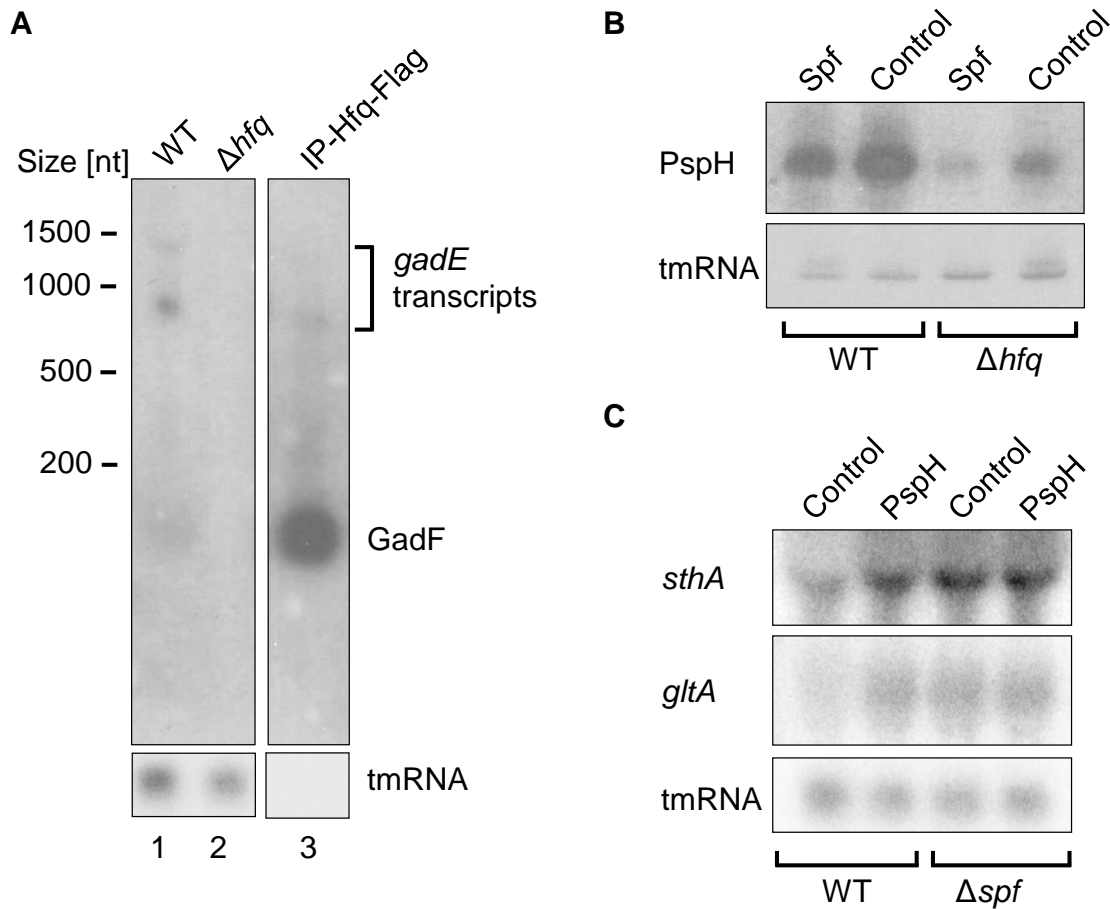 A
WT
Δhfq
IP-Hfq-Flag
Size [nt]
1500
1000
500
200
gadE
transcripts
GadF
tmRNA
1 2 3
B
Spf Control Spf Control
PspH
tmRNA
WT Δhfq
C
Control PspH Control PspH
sthA
gltA
tmRNA
WT Δspf